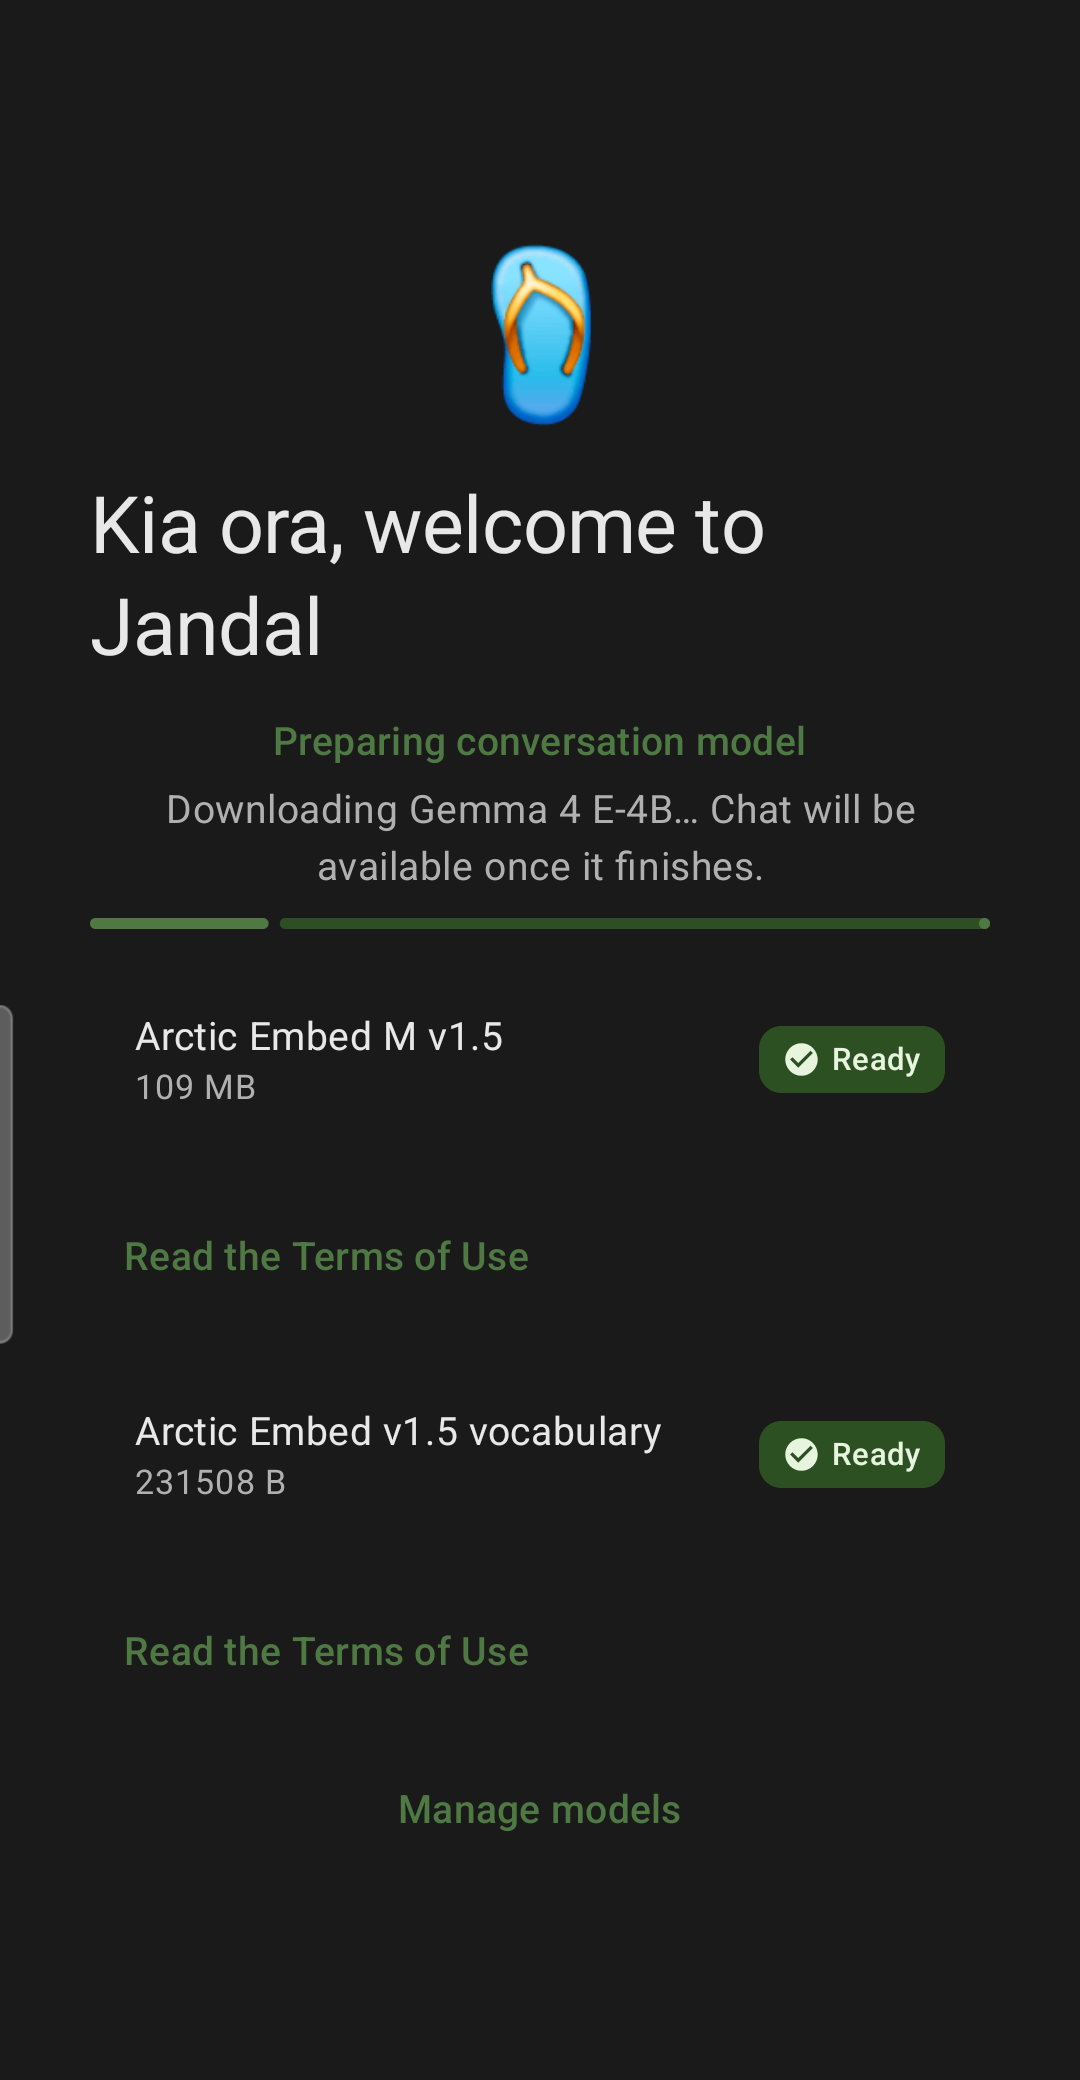 Kia ora, welcome to
Jandal
Preparing conversation model
Downloading Gemma 4 E-4B… Chat will be
available once it finishes.
Arctic Embed M v1.5
109 MB
Ready
Read the Terms of Use
Arctic Embed v1.5 vocabulary
231508 B
Ready
Read the Terms of Use
Manage models